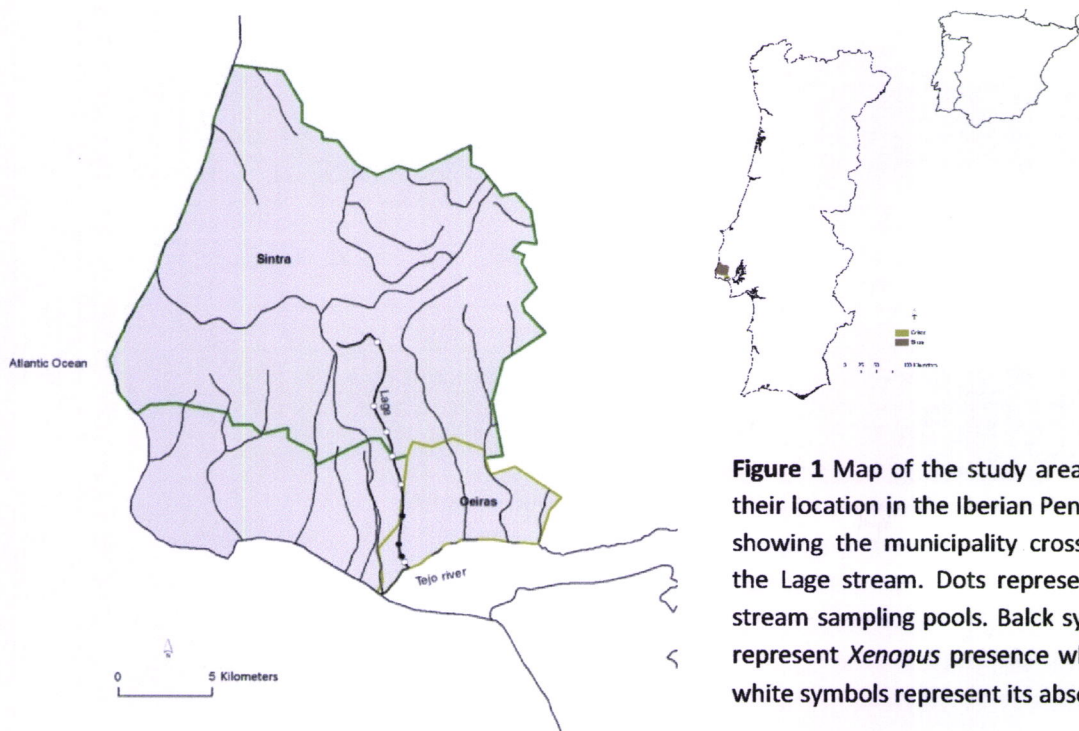 Sintra
Atlantic Ocean
Lage
Oeiras
Tejo river
0 5 Kilometers
Figure 1 Map of the study area
their location in the Iberian Pen
showing the municipality cross
the Lage stream. Dots represe
stream sampling pools. Balck sy
represent Xenopus presence wl
white symbols represent its abs